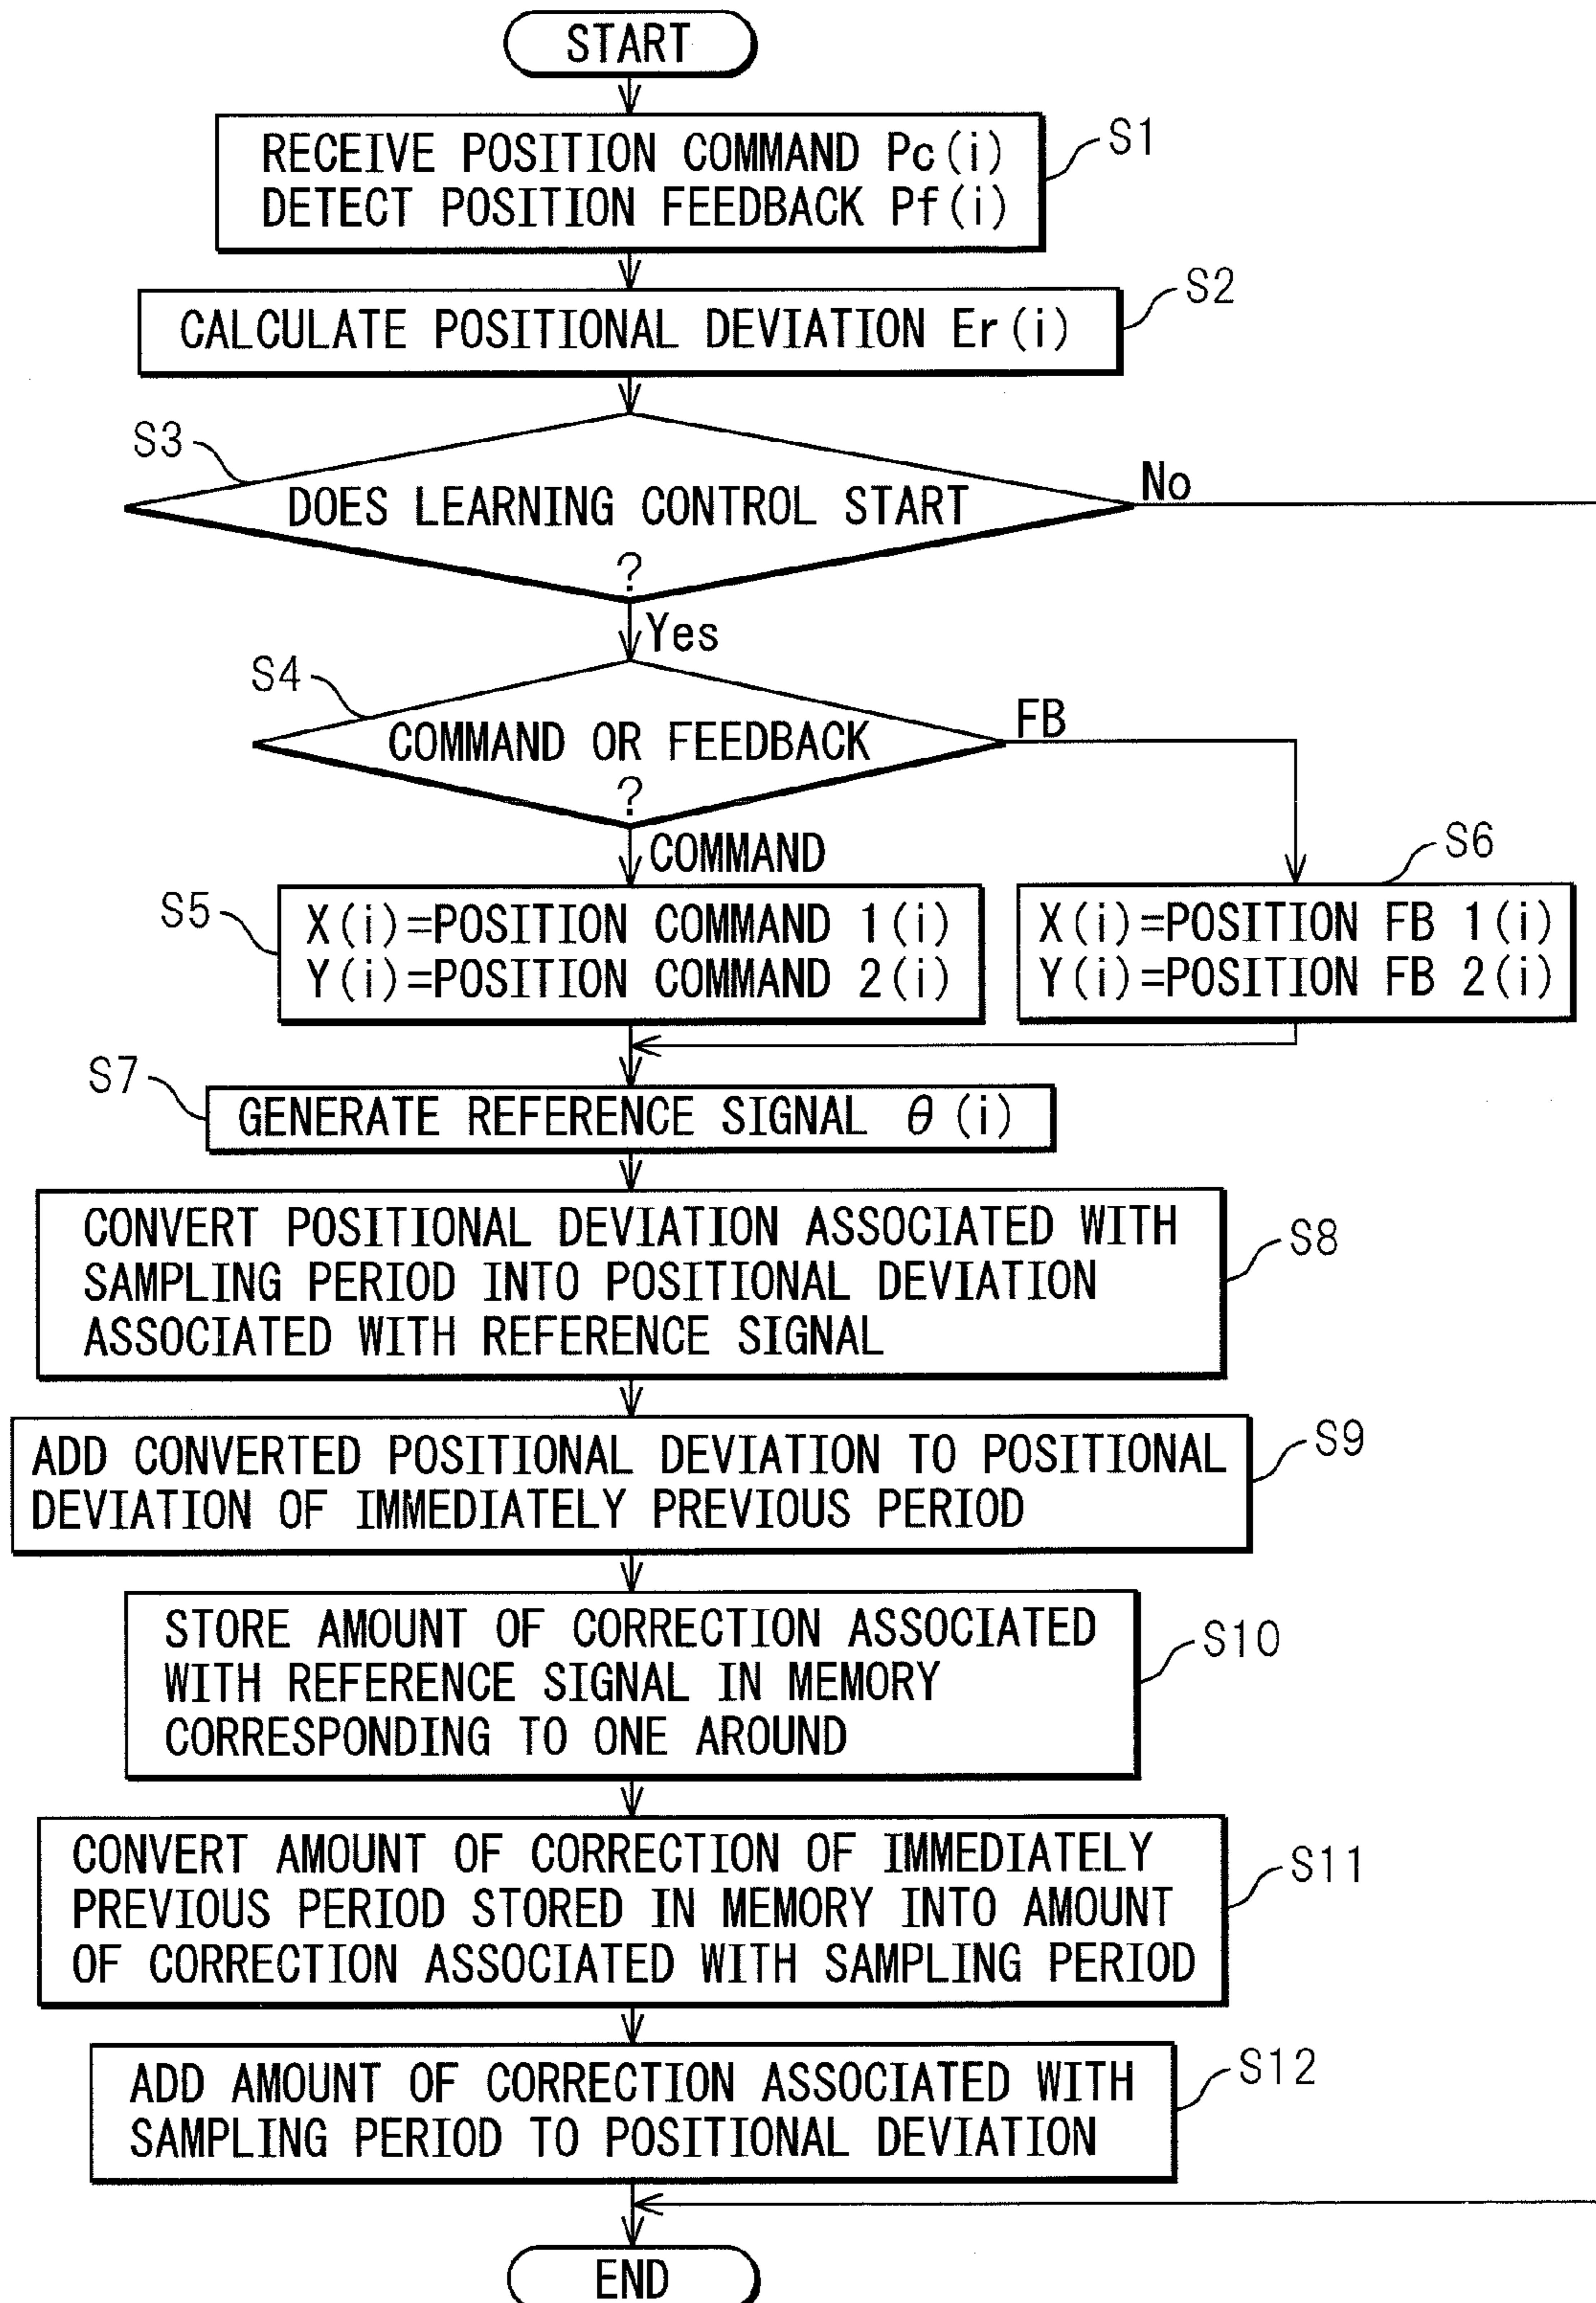 START
RECEIVE POSITION COMMAND Pc(i)
DETECT POSITION FEEDBACK Pf(i)
S1
CALCULATE POSITIONAL DEVIATION Er(i)
S2
S3
DOES LEARNING CONTROL START
?
No
Yes
S4
COMMAND OR FEEDBACK
?
FB
COMMAND
S5
X(i)=POSITION COMMAND 1(i)
Y(i)=POSITION COMMAND 2(i)
S6
X(i)=POSITION FB 1(i)
Y(i)=POSITION FB 2(i)
S7
GENERATE REFERENCE SIGNAL θ(i)
CONVERT POSITIONAL DEVIATION ASSOCIATED WITH
SAMPLING PERIOD INTO POSITIONAL DEVIATION
ASSOCIATED WITH REFERENCE SIGNAL
S8
ADD CONVERTED POSITIONAL DEVIATION TO POSITIONAL
DEVIATION OF IMMEDIATELY PREVIOUS PERIOD
S9
STORE AMOUNT OF CORRECTION ASSOCIATED
WITH REFERENCE SIGNAL IN MEMORY
CORRESPONDING TO ONE AROUND
S10
CONVERT AMOUNT OF CORRECTION OF IMMEDIATELY
PREVIOUS PERIOD STORED IN MEMORY INTO AMOUNT
OF CORRECTION ASSOCIATED WITH SAMPLING PERIOD
S11
ADD AMOUNT OF CORRECTION ASSOCIATED WITH
SAMPLING PERIOD TO POSITIONAL DEVIATION
S12
END